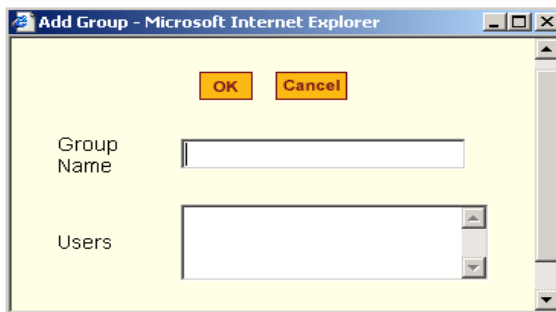 Add Group - Microsoft Internet Explorer
OK Cancel
Group
Name
Users